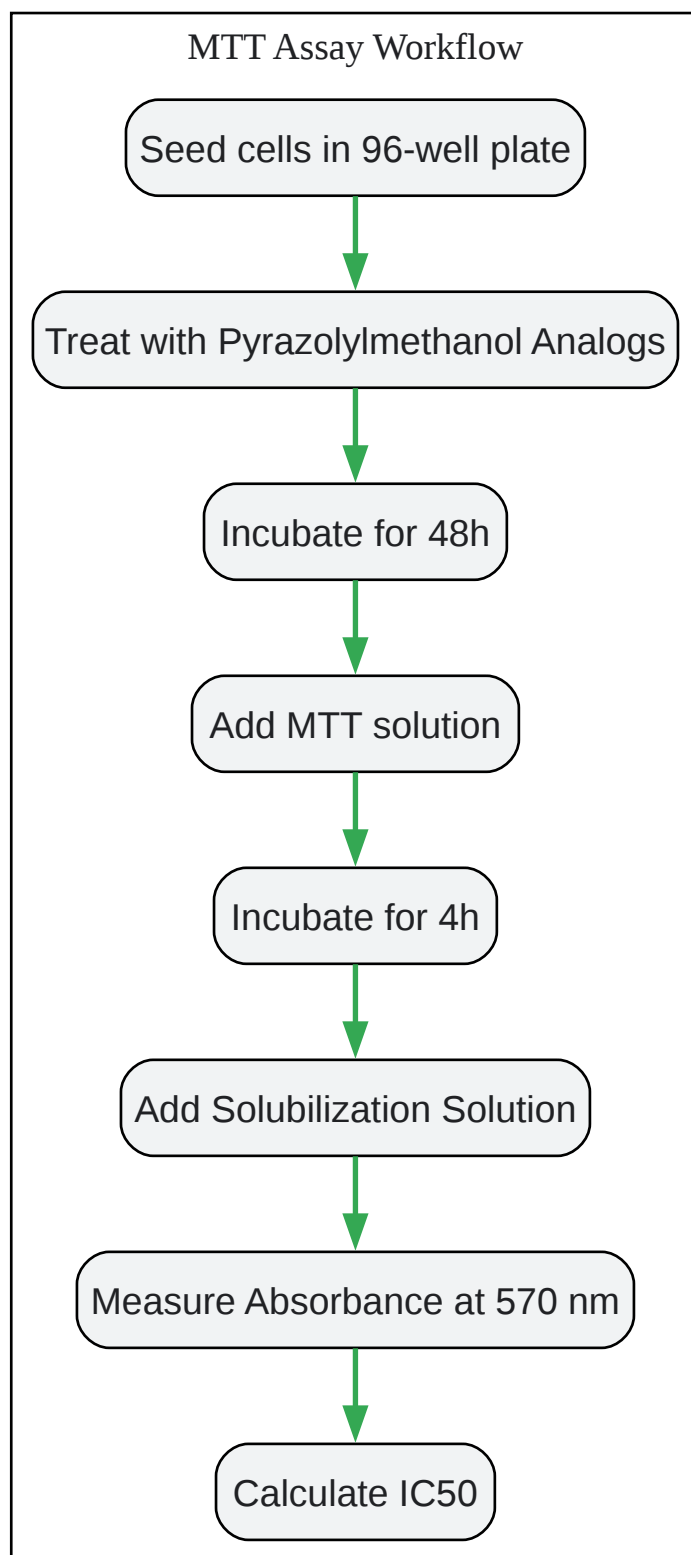 MTT Assay Workflow
Seed cells in 96-well plate
Treat with Pyrazolylmethanol Analogs
Incubate for 48h
Add MTT solution
Incubate for 4h
Add Solubilization Solution
Measure Absorbance at 570 nm
Calculate IC50